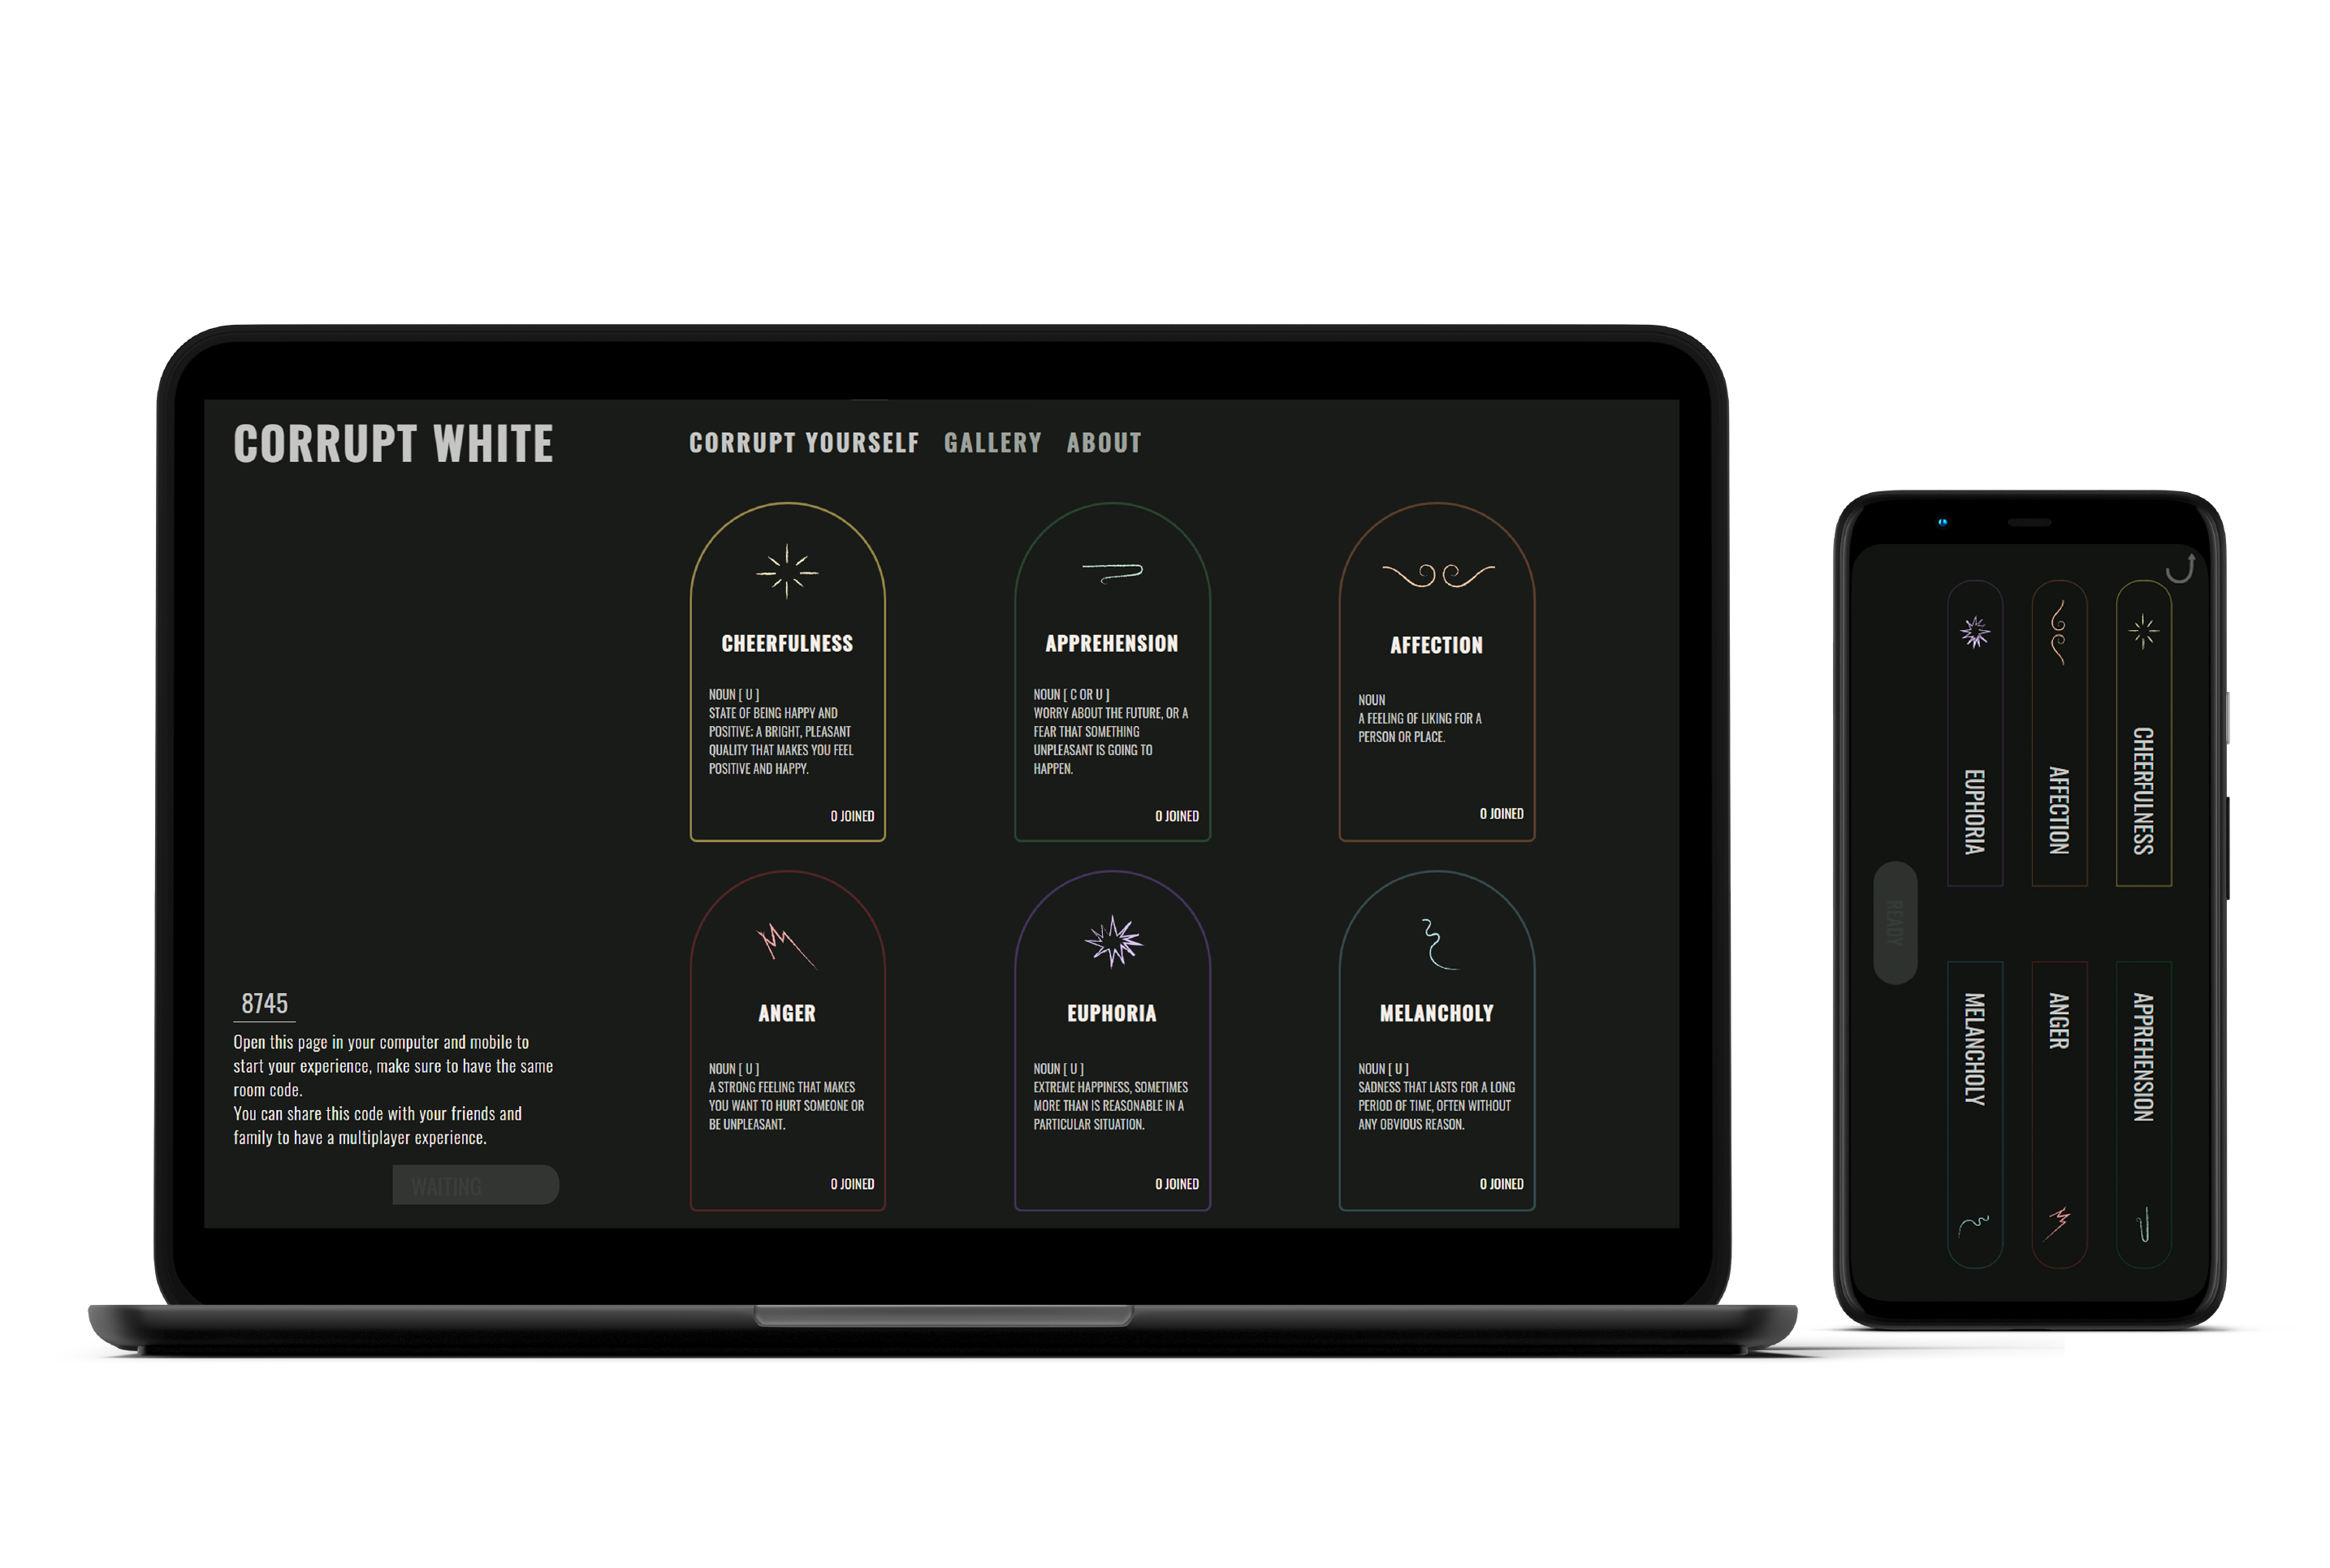 CORRUPT WHITE
CORRUPT YOURSELF GALLERY ABOUT
CHEERFULNESS
NOUN [ U ]
STATE OF BEING HAPPY AND
POSITIVE; A BRIGHT, PLEASANT
QUALITY THAT MAKES YOU FEEL
POSITIVE AND HAPPY.
0 JOINED
APPREHENSION
NOUN [ C OR U ]
WORRY ABOUT THE FUTURE, OR A
FEAR THAT SOMETHING
UNPLEASANT IS GOING TO
HAPPEN.
0 JOINED
AFFECTION
NOUN
A FEELING OF LIKING FOR A
PERSON OR PLACE.
0 JOINED
ANGER
NOUN [ U ]
A STRONG FEELING THAT MAKES
YOU WANT TO HURT SOMEONE OR
BE UNPLEASANT.
0 JOINED
EUPHORIA
NOUN [ U ]
EXTREME HAPPINESS, SOMETIMES
MORE THAN IS REASONABLE IN A
PARTICULAR SITUATION.
0 JOINED
MELANCHOLY
NOUN [ U ]
SADNESS THAT LASTS FOR A LONG
PERIOD OF TIME, OFTEN WITHOUT
ANY OBVIOUS REASON.
0 JOINED
8745
Open this page in your computer and mobile to
start your experience, make sure to have the same
room code.
You can share this code with your friends and
family to have a multiplayer experience.
WAITING
CHEERFULNESS
APPREHENSION
AFFECTION
ANGER
EUPHORIA
MELANCHOLY
READY